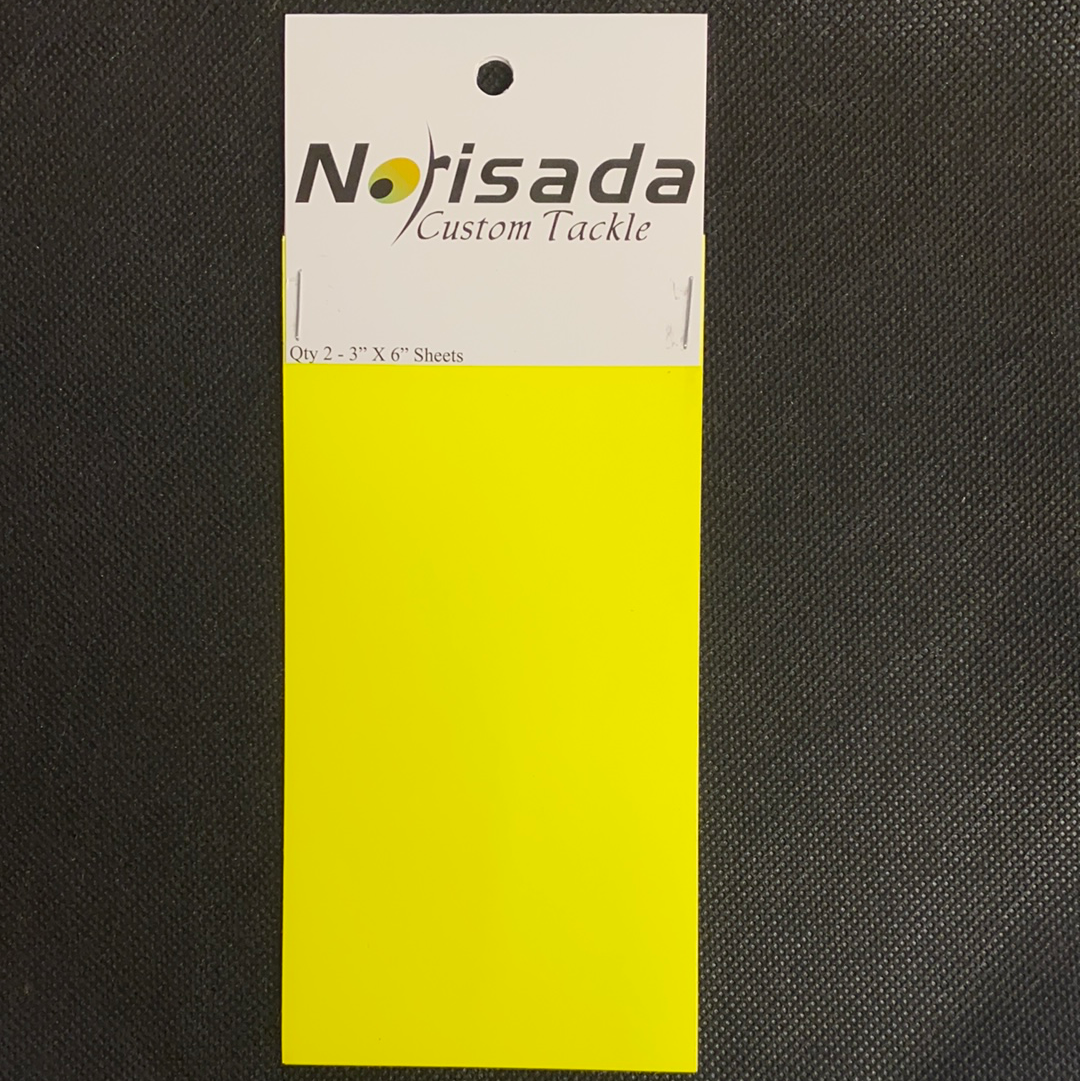 Norisada
Custom Tackle
Qty 2 - 3” X 6” Sheets